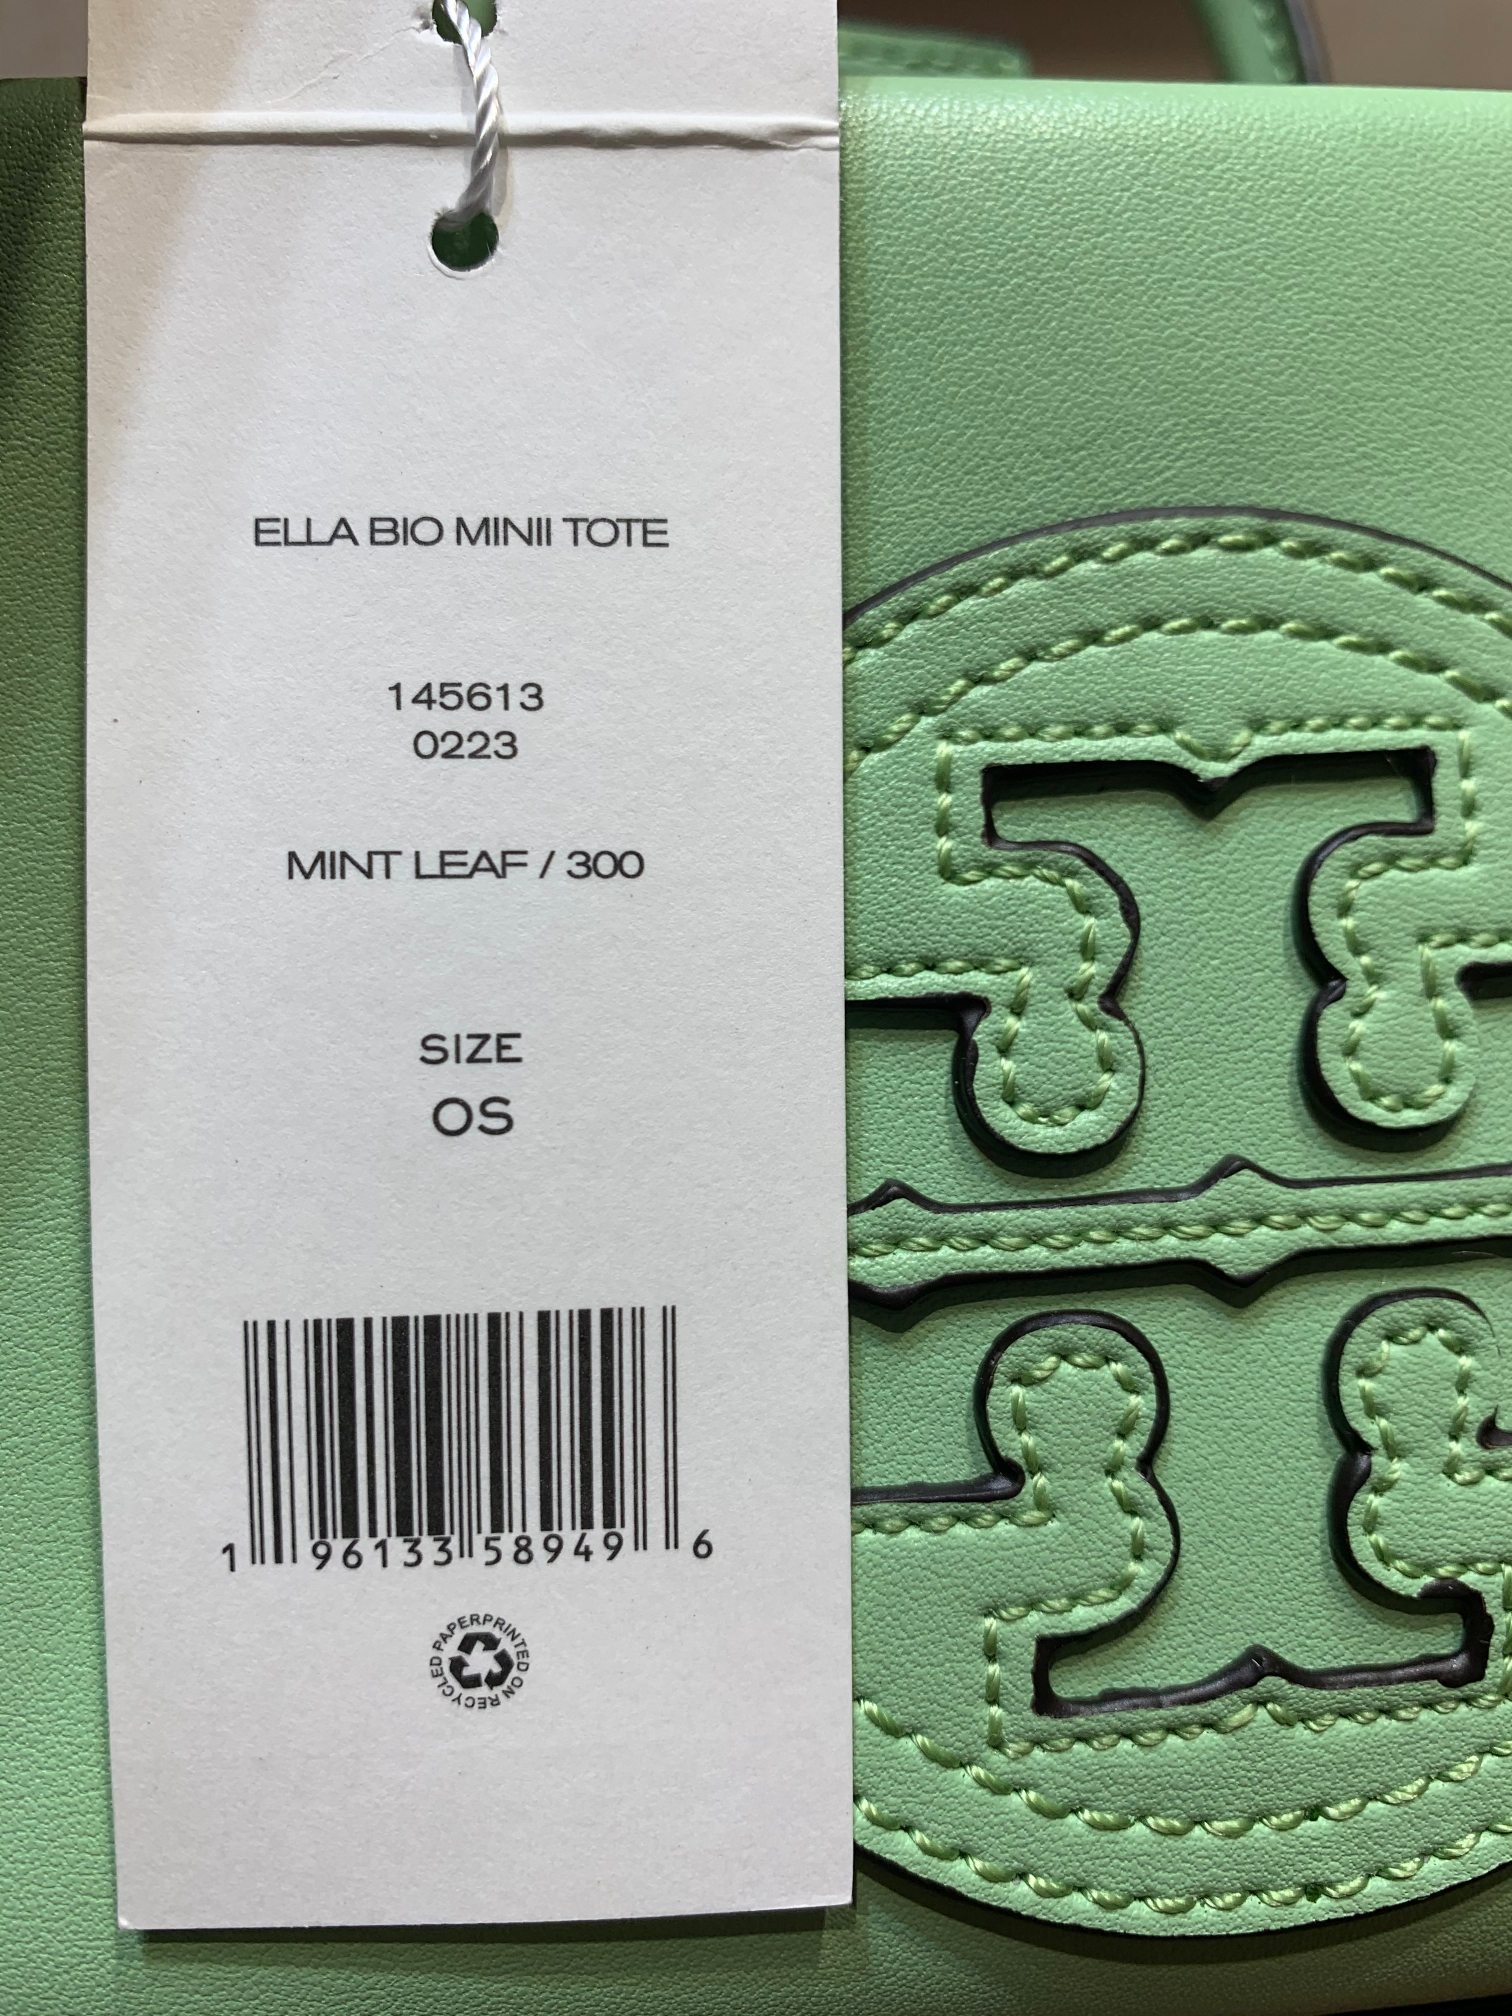 ELLA BIO MINII TOTE
145613
0223
MINT LEAF / 300
SIZE
OS
1 96133 58949 6
PRINTED ON RECYCLED PAPER